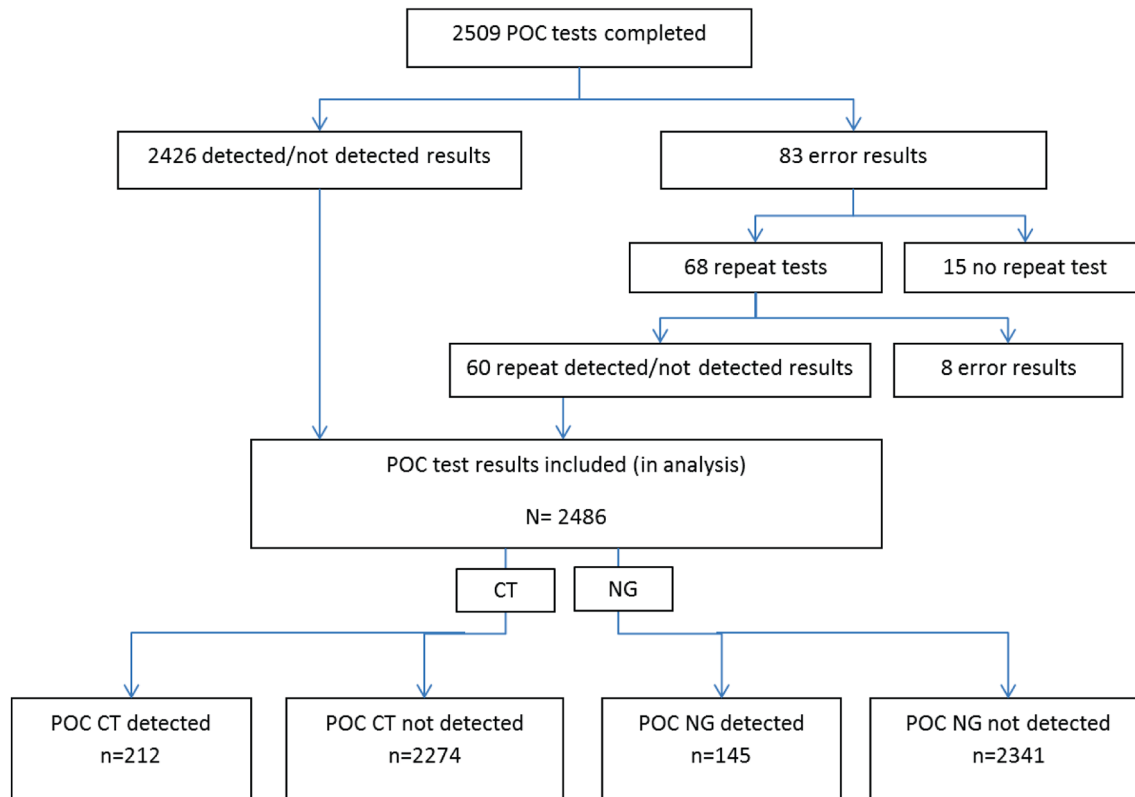 2509 POC tests completed
2426 detected/not detected results
83 error results
68 repeat tests
15 no repeat test
60 repeat detected/not detected results
8 error results
POC test results included (in analysis)
N= 2486
CT
NG
POC CT detected
n=212
POC CT not detected
n=2274
POC NG detected
n=145
POC NG not detected
n=2341